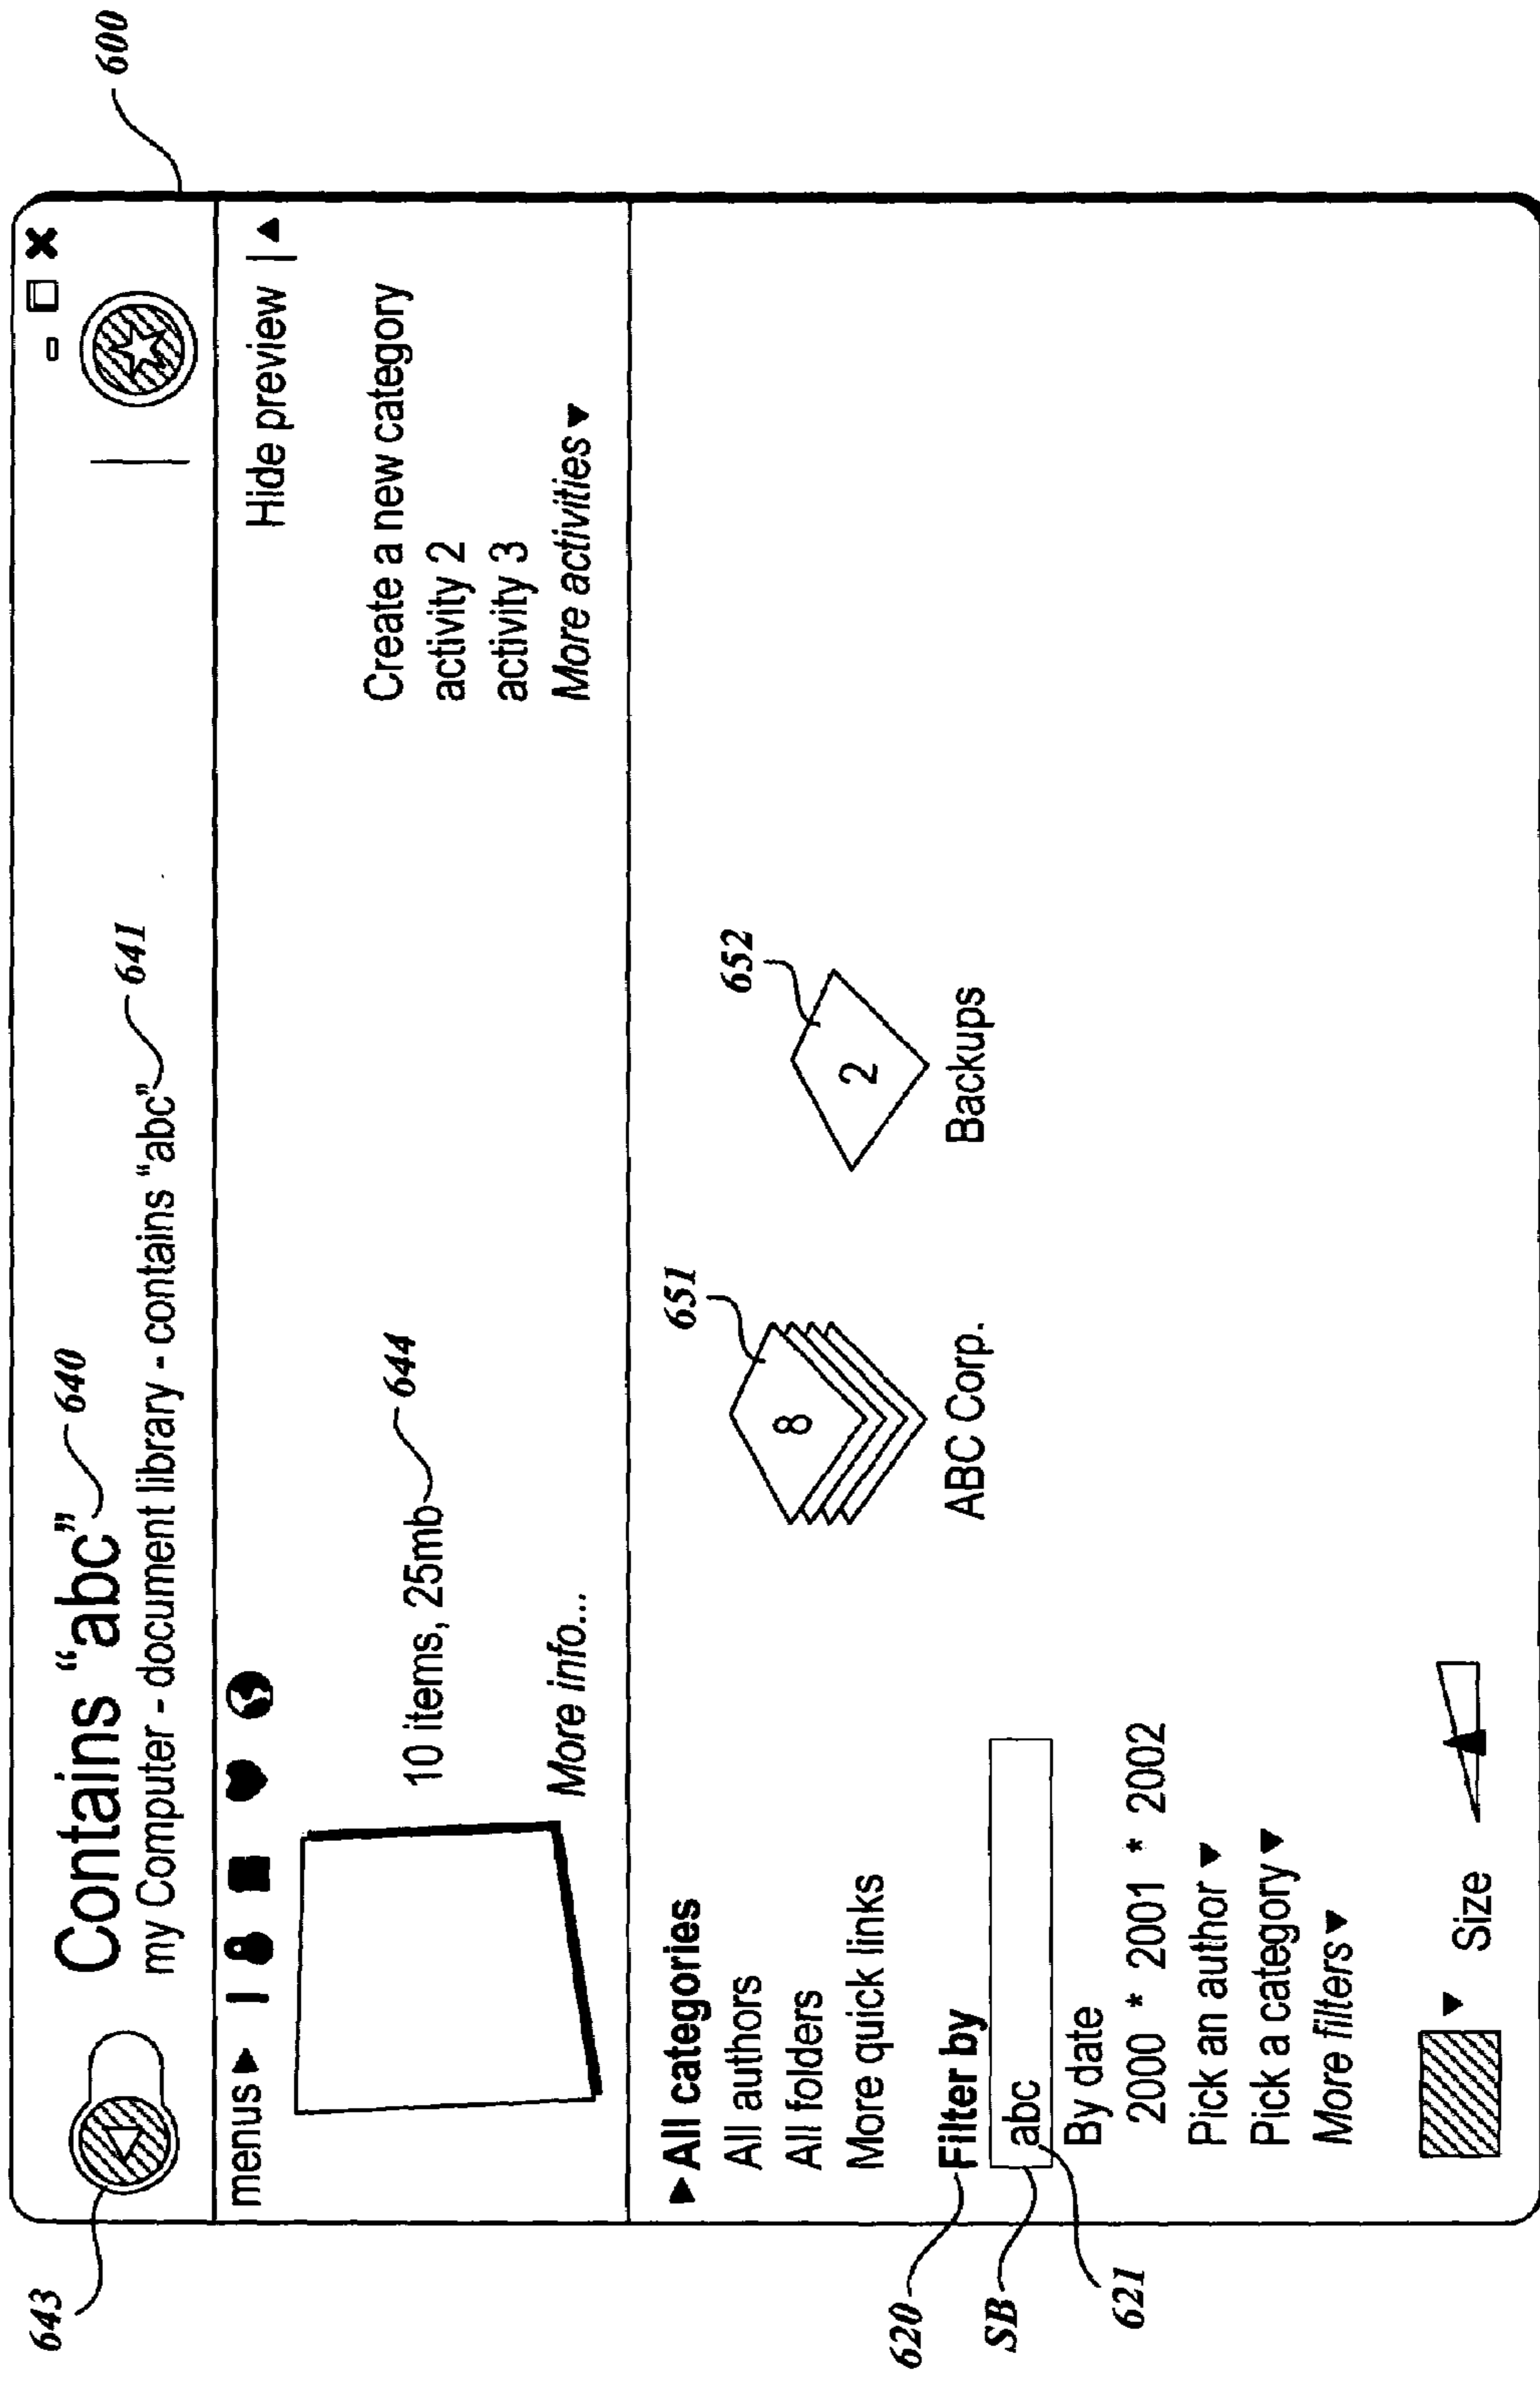 600
Contains “abc” 640
my Computer - document library - contains “abc” 641
643
menus
Hide preview
10 items, 25mb 644
More info...
Create a new category
activity 2
activity 3
More activities
All categories
All authors
All folders
More quick links
620 Filter by
SB
abc
621
By date
2000 * 2001 * 2002
Pick an author
Pick a category
More filters
Size
651
8
ABC Corp.
652
2
Backups